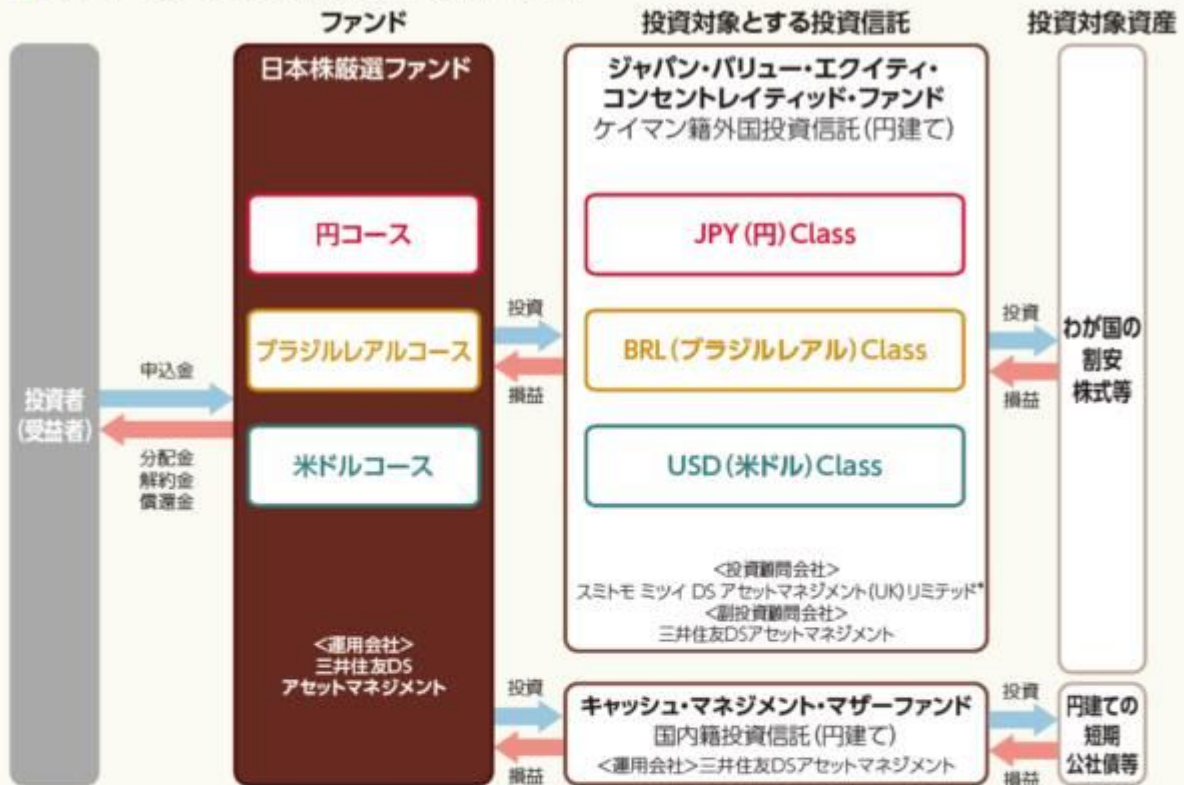 ファンド
投資対象とする投資信託
投資対象資産
日本株厳選ファンド
ジャパン・バリュー・エクイティ・
コンセントレイティッド・ファンド
ケイマン籍外国投資信託(円建て)
円コース
JPY(円)Class
ブラジルレアルコース
投資
損益
BRL(ブラジルレアル)Class
投資
損益
わが国の
割安
株式等
投資者
(受益者)
申込金
分配金
解約金
償還金
米ドルコース
USD(米ドル)Class
<投資顧問会社>
スミトモ ミツイ DS アセットマネジメント(UK)リミテッド*
<副投資顧問会社>
三井住友DSアセットマネジメント
<運用会社>
三井住友DS
アセットマネジメント
投資
損益
キャッシュ・マネジメント・マザーファンド
国内籍投資信託(円建て)
<運用会社>三井住友DSアセットマネジメント
投資
損益
円建ての
短期
公社債等